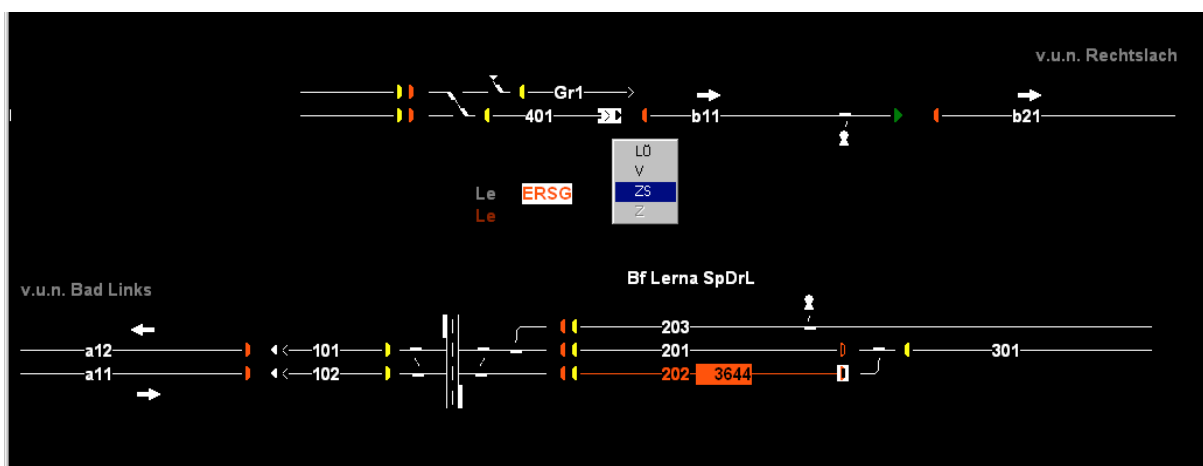 v.u.n. Rechtslach
Gr1
401 b11 b21
LÖ
V
ZS
Z
Le ERSG
Le
Bf Lerna SpDrL
v.u.n. Bad Links
203
a12 101 201 301
a11 102 202 3644